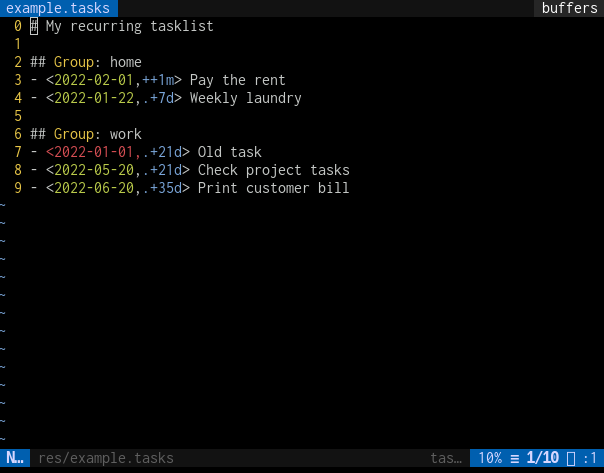 example.tasks buffers
0 # My recurring tasklist
1
2 ## Group: home
3 - <2022-02-01,++1m> Pay the rent
4 - <2022-01-22,.+7d> Weekly laundry
5
6 ## Group: work
7 - <2022-01-01,.+21d> Old task
8 - <2022-05-20,.+21d> Check project tasks
9 - <2022-06-20,.+35d> Print customer bill
~
~
~
~
~
~
~
~
~
~
~
~
~
~
N… res/example.tasks tas… 10% ≡ 1/10 :1